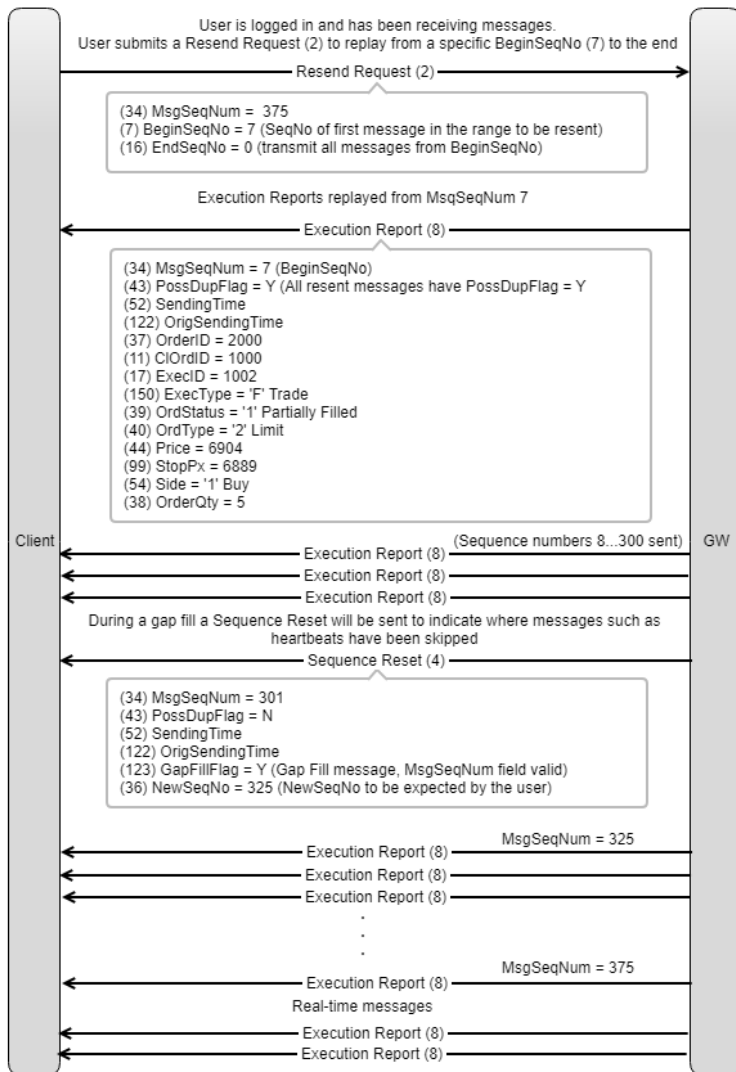 User is logged in and has been receiving messages.
User submits a Resend Request (2) to replay from a specific BeginSeqNo (7) to the end
Resend Request (2)
(34) MsgSeqNum = 375
(7) BeginSeqNo = 7 (SeqNo of first message in the range to be resent)
(16) EndSeqNo = 0 (transmit all messages from BeginSeqNo)
Execution Reports replayed from MsqSeqNum 7
Execution Report (8)
(34) MsgSeqNum = 7 (BeginSeqNo)
(43) PossDupFlag = Y (All resent messages have PossDupFlag = Y
(52) SendingTime
(122) OrigSendingTime
(37) OrderID = 2000
(11) ClOrdID = 1000
(17) ExecID = 1002
(150) ExecType = 'F' Trade
(39) OrdStatus = '1' Partially Filled
(40) OrdType = '2' Limit
(44) Price = 6904
(99) StopPx = 6889
(54) Side = '1' Buy
(38) OrderQty = 5
Client
GW
(Sequence numbers 8...300 sent)
Execution Report (8)
Execution Report (8)
Execution Report (8)
During a gap fill a Sequence Reset will be sent to indicate where messages such as
heartbeats have been skipped
Sequence Reset (4)
(34) MsgSeqNum = 301
(43) PossDupFlag = N
(52) SendingTime
(122) OrigSendingTime
(123) GapFillFlag = Y (Gap Fill message, MsgSeqNum field valid)
(36) NewSeqNo = 325 (NewSeqNo to be expected by the user)
MsgSeqNum = 325
Execution Report (8)
Execution Report (8)
Execution Report (8)
.
.
.
MsgSeqNum = 375
Execution Report (8)
Real-time messages
Execution Report (8)
Execution Report (8)